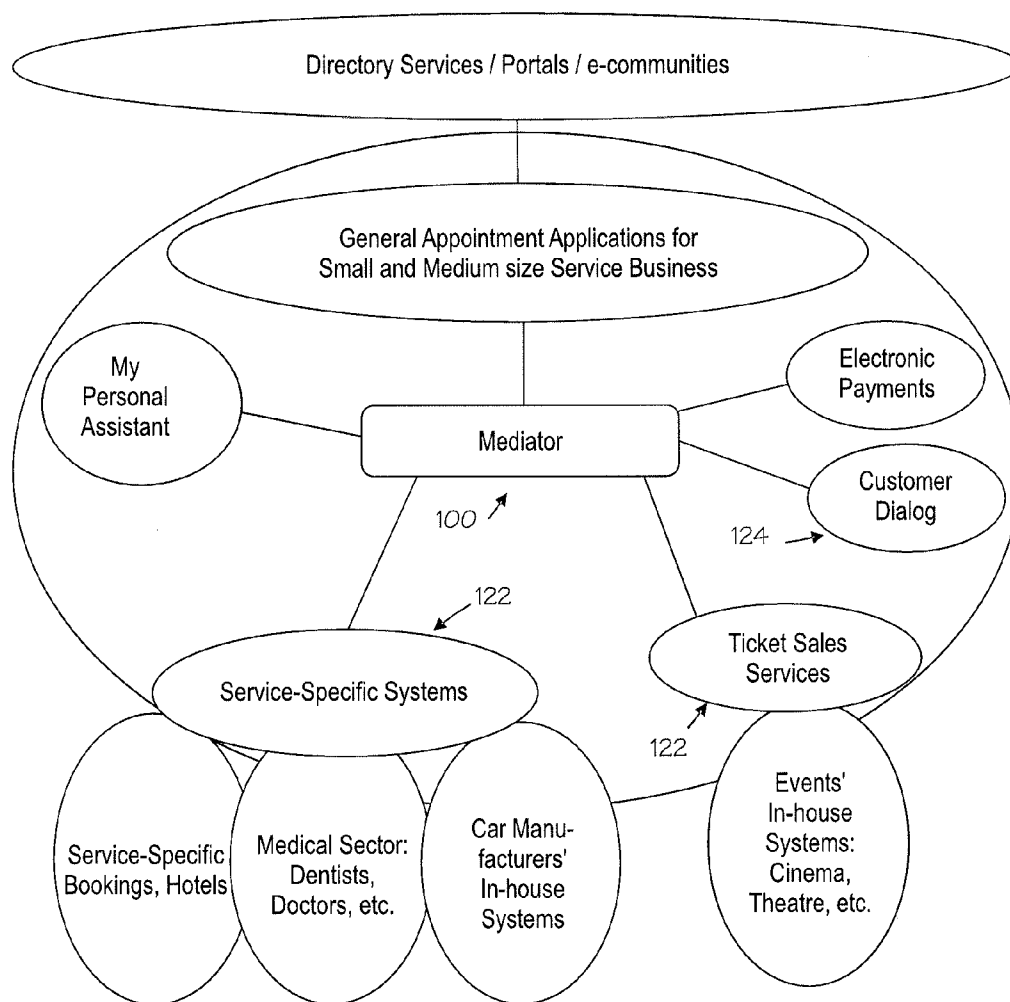 Directory Services / Portals / e-communities
General Appointment Applications for
Small and Medium size Service Business
My
Personal
Assistant
Electronic
Payments
Mediator
Customer
Dialog
100
124
122
Ticket Sales
Services
Service-Specific Systems
122
Service-Specific
Bookings, Hotels
Medical Sector:
Dentists,
Doctors, etc.
Car Manu-
facturers'
In-house
Systems
Events'
In-house
Systems:
Cinema,
Theatre, etc.